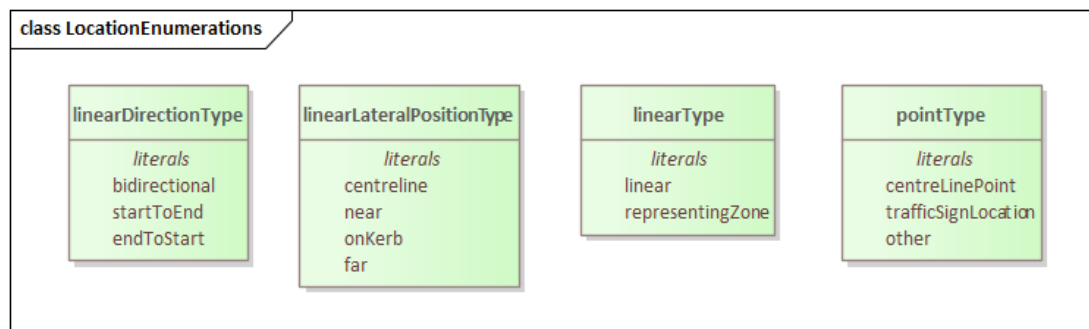 class LocationEnumerations
linearDirectionType
literals
bidirectional
startToEnd
endToStart
linearLateralPositionType
literals
centreline
near
onKerb
far
linearType
literals
linear
representingZone
pointType
literals
centreLinePoint
trafficSignLocation
other